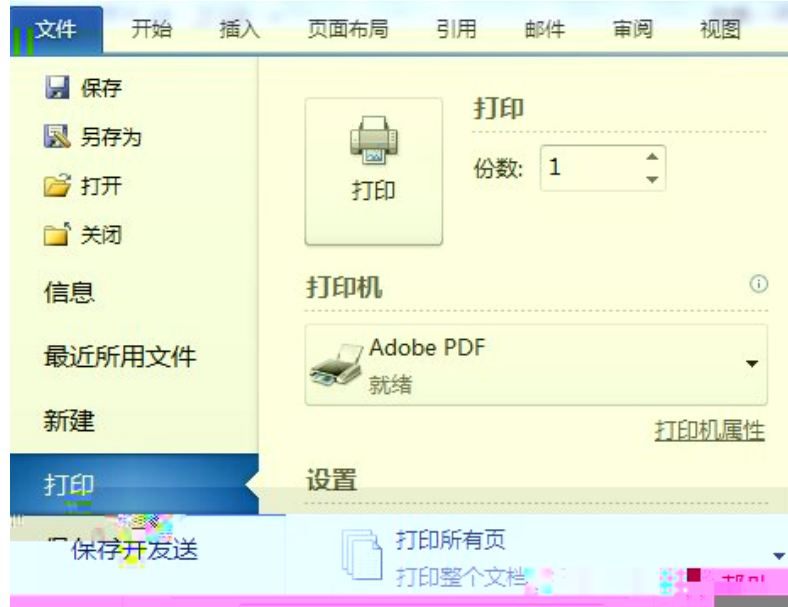 文件 开始 插入 页面布局 引用 邮件 审阅 视图
保存
另存为
打开
关闭
信息
最近所用文件
新建
打印
保存并发送
打印
打印
份数: 1
打印机
Adobe PDF
就绪
打印机属性
设置
打印所有页
打印整个文档